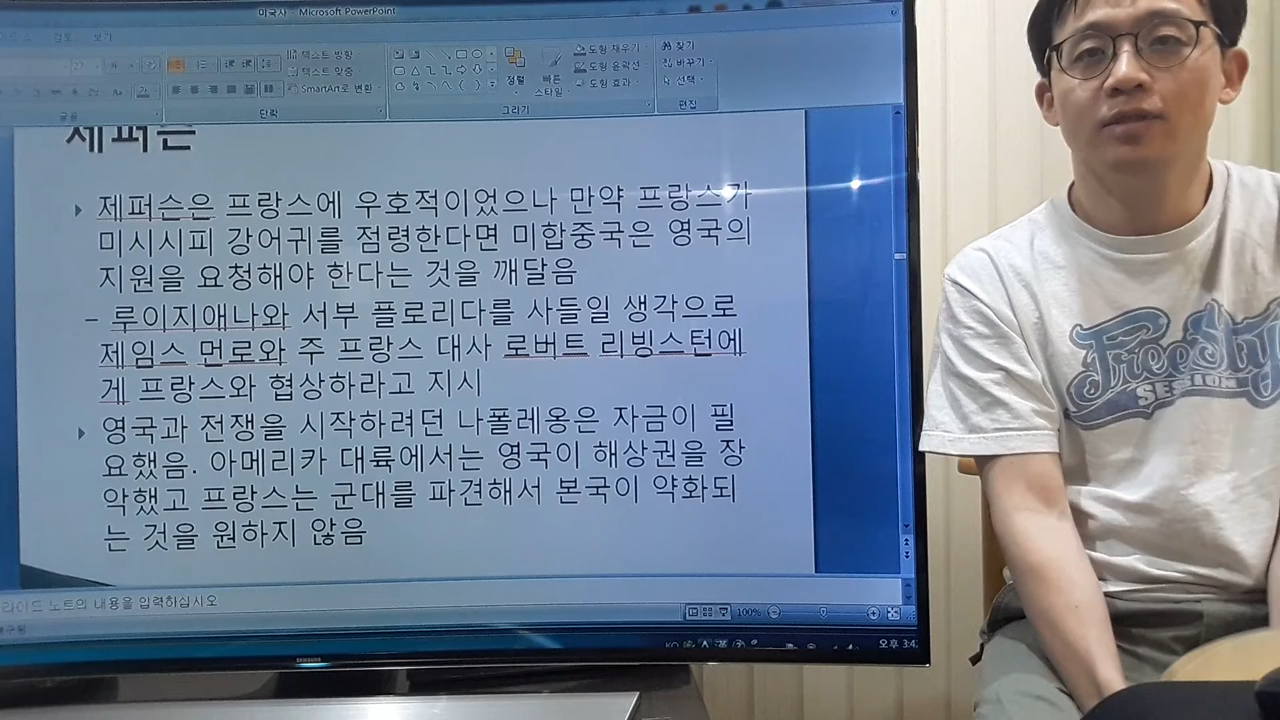 미국사 - Microsoft PowerPoint
검토 보기
텍스트 방향
텍스트 맞춤
SmartArt로 변환
정렬
빠른
스타일
도형 채우기
도형 윤곽선
도형 효과
찾기
바꾸기
선택
글꼴
단락
그리기
편집
제퍼슨
제퍼슨은 프랑스에 우호적이었으나 만약 프랑스가
미시시피 강어귀를 점령한다면 미합중국은 영국의
지원을 요청해야 한다는 것을 깨달음
– 루이지애나와 서부 플로리다를 사들일 생각으로
제임스 먼로와 주 프랑스 대사 로버트 리빙스턴에
게 프랑스와 협상하라고 지시
영국과 전쟁을 시작하려던 나폴레옹은 자금이 필
요했음. 아메리카 대륙에서는 영국이 해상권을 장
악했고 프랑스는 군대를 파견해서 본국이 약화되
는 것을 원하지 않음
라이드 노트의 내용을 입력하십시오
100%
오후 3:42
SAMSUNG
FreeSty
SESSION